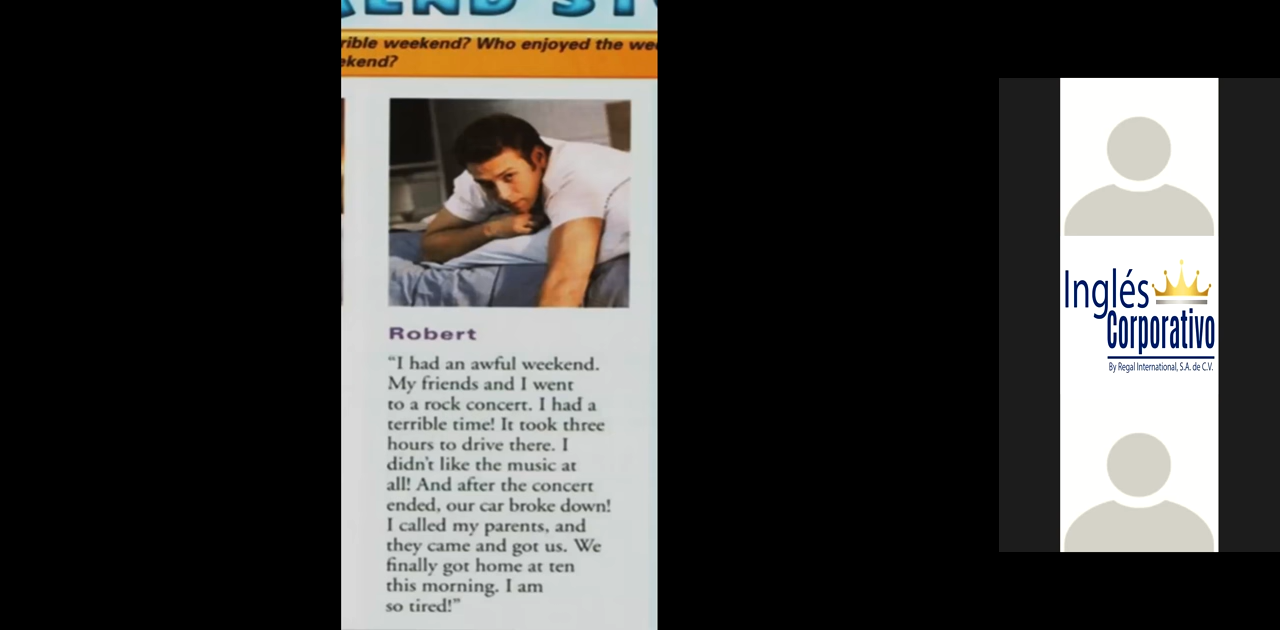 weekend? Who enjoyed the
Robert
“I had an awful weekend.
My friends and I went
to a rock concert. I had a
terrible time! It took three
hours to drive there. I
didn't like the music at
all! And after the concert
ended, our car broke down!
I called my parents, and
they came and got us. We
finally got home at ten
this morning. I am
so tired!”
Inglés
Corporativo
By Regal International, S.A. de C.V.